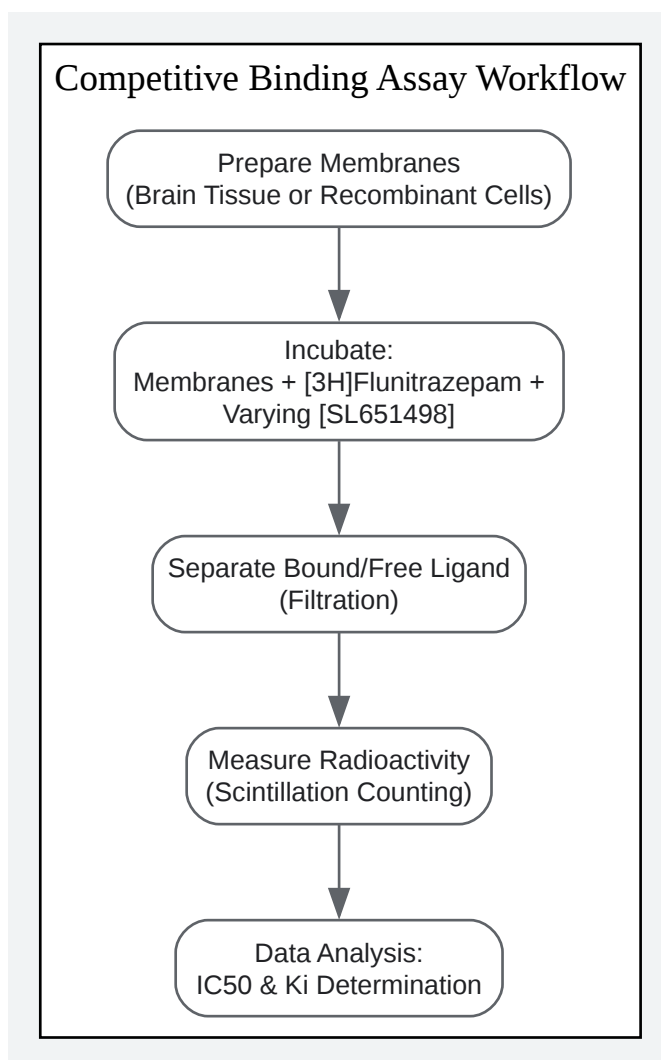 Competitive Binding Assay Workflow
Prepare Membranes
(Brain Tissue or Recombinant Cells)
Incubate:
Membranes + [3H]Flunitrazepam +
Varying [SL651498]
Separate Bound/Free Ligand
(Filtration)
Measure Radioactivity
(Scintillation Counting)
Data Analysis:
IC50 & Ki Determination